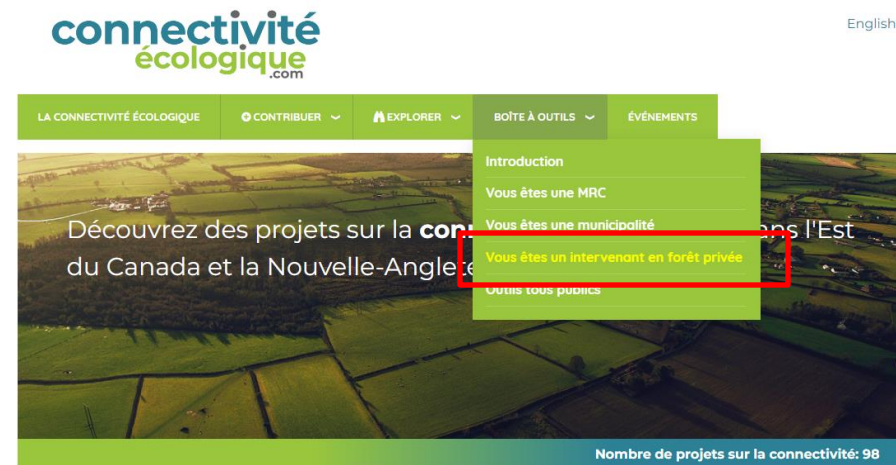 connectivité
écologique
.com
English
LA CONNECTIVITÉ ÉCOLOGIQUE
CONTRIBUER
EXPLORER
BOÎTE À OUTILS
ÉVÉNEMENTS
Introduction
Vous êtes une MRC
Vous êtes une municipalité
Vous êtes un intervenant en forêt privée
Outils tous publics
Découvrez des projets sur la con ans l'Est
du Canada et la Nouvelle-Anglete
Nombre de projets sur la connectivité: 98